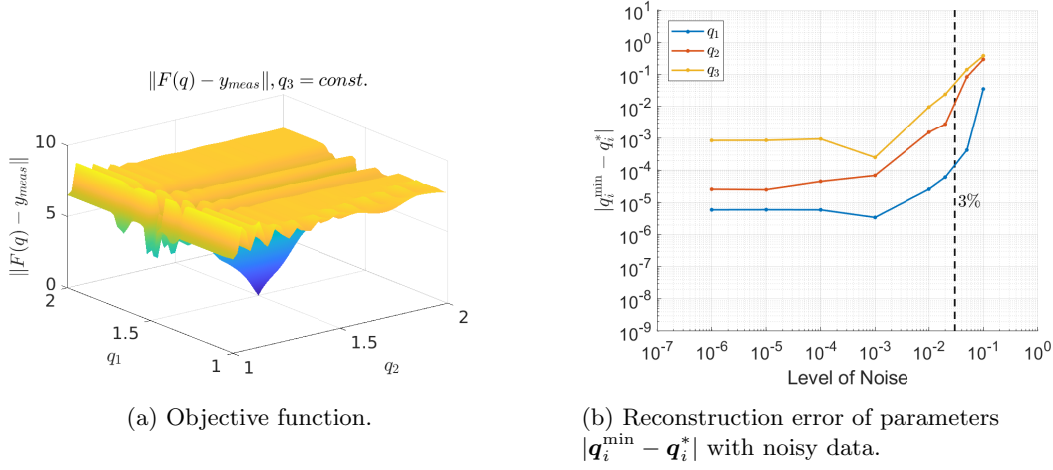 ‖F(q) − y_meas‖, q_3 = const.
10
5
0
‖F(q) − y_meas‖
2
1.5
1
q_1
1
1.5
2
q_2
(a) Objective function.
10^1
10^0
10^-1
10^-2
10^-3
10^-4
10^-5
10^-6
10^-7
10^-8
10^-9
|q_i^min − q_i^*|
q_1
q_2
q_3
3%
10^-7
10^-6
10^-5
10^-4
10^-3
10^-2
10^-1
10^0
Level of Noise
(b) Reconstruction error of parameters
|q_i^min − q_i^*| with noisy data.